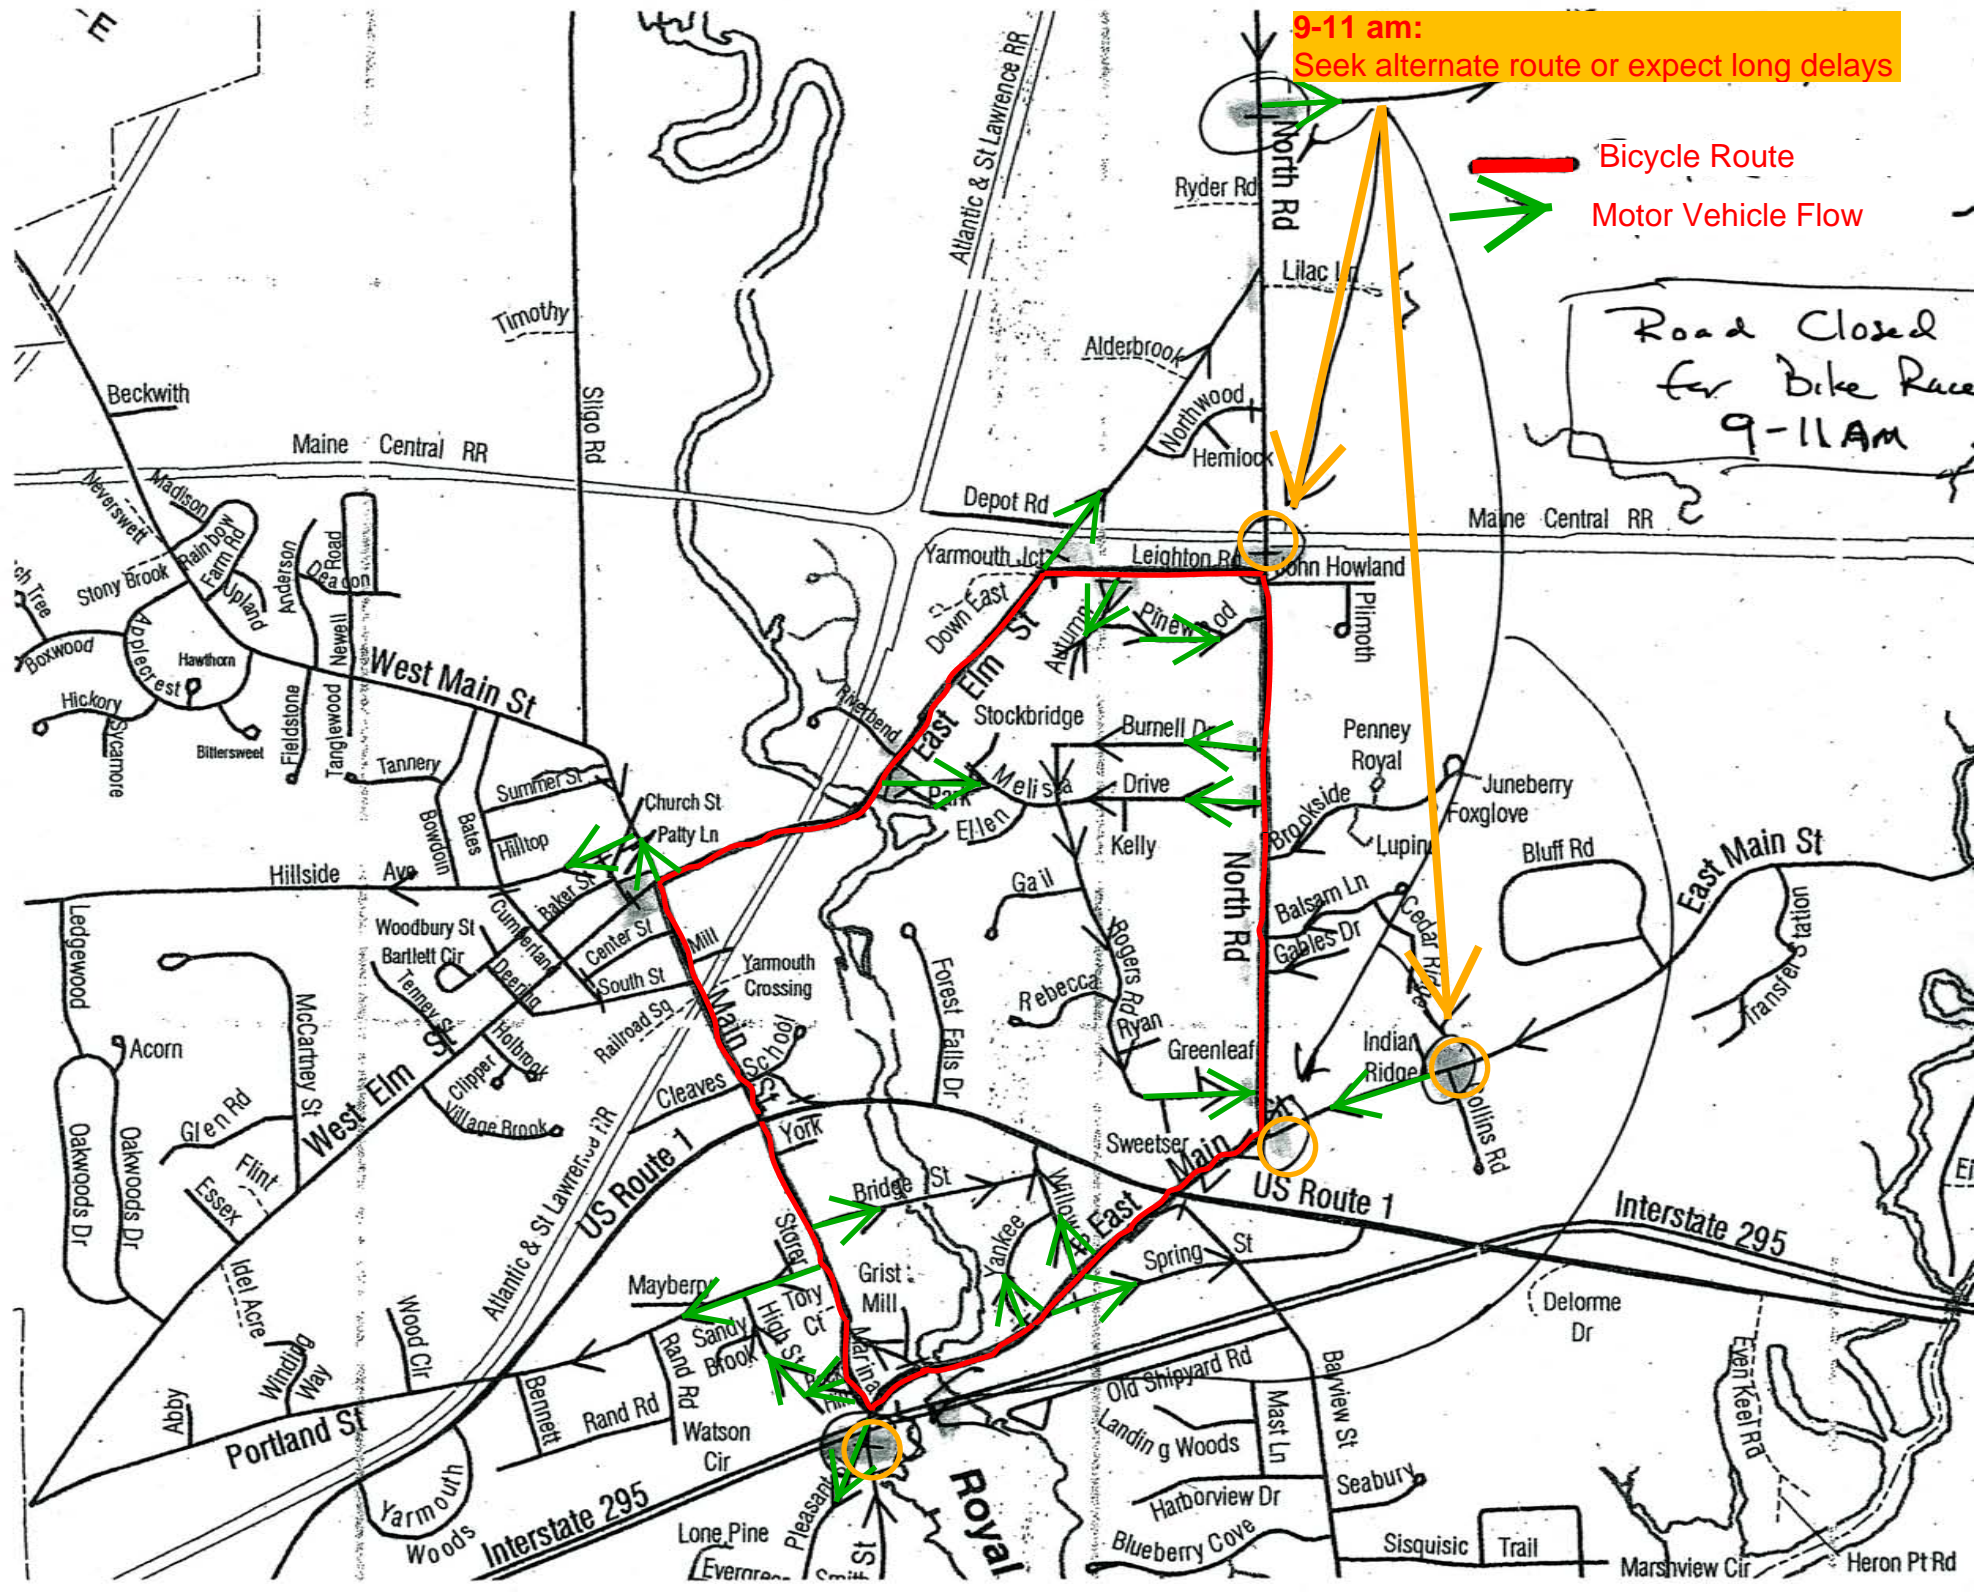 E
9-11 am:
Seek alternate route or expect long delays
Bicycle Route
Motor Vehicle Flow
Road Closed
for Bike Race
9-11 AM
North Rd
Ryder Rd
Lilac Ln
Atlantic & St Lawrence RR
Timothy
Sligo Rd
Alderbrook
Northwood
Hemlock
Beckwith
Maine Central RR
Maine Central RR
Depot Rd
Yarmouth Jct
Leighton Rd
John Howland
Plimoth
Down East
East Elm St
Autumn
Pinewood
Neverswett
Madison
Rainbow
Farm Rd
Stony Brook
Upland
Anderson
Deacon
Road
Newell
ch Tree
Boxwood
Applecrest
Hawthorn
Hickory
Sycamore
Bittersweet
Fieldstone
Tanglewood
West Main St
Tannery
Summer St
Church St
Patty Ln
Bowdoin
Bates
Hilltop
Hillside Ave
Baker St
Riverbend
Stockbridge
Park
Melissa
Drive
Ellen
Burnell Dr
Kelly
Gail
Penney
Royal
Juneberry
Foxglove
Brookside
Lupin
Bluff Rd
East Main St
Transfer Station
North Rd
Balsam Ln
Gables Dr
Ledgewood
Woodbury St
Bartlett Cir
Cumberland
Deering
Center St
South St
Mill
Yarmouth
Crossing
Railroad Sq
Main St
School
Cleaves
York
Tenney St
Holbrook
Clipper
Village Brook
McCartney St
Acorn
Glen Rd
Oakwoods Dr
Oakwoods Dr
Essex
Flint
West Elm St
Forest Falls Dr
Rebecca
Rogers Rd
Ryan
Greenleaf
Indian
Ridge
Collins Rd
Sweetser
East Main St
US Route 1
US Route 1
Interstate 295
Atlantic & St Lawrence RR
Bridge St
Willow
Yankee
Spring St
Storer
Mayberry
Grist
Mill
Tory
Ct
High St
Sandy
Brook
Marina
Idel Acre
Winding
Way
Wood Cir
Abby
Portland St
Bennett
Rand Rd
Rand Rd
Watson
Cir
Yarmouth
Woods
Interstate 295
Pleasant
Lone Pine
Evergree
Smith
St
Royal
Old Shipyard Rd
Landing Woods
Mast Ln
Bayview St
Harborview Dr
Blueberry Cove
Seabury
Sisquisic Trail
Delorme
Dr
Even Keel Rd
Marshview Cir
Heron Pt Rd